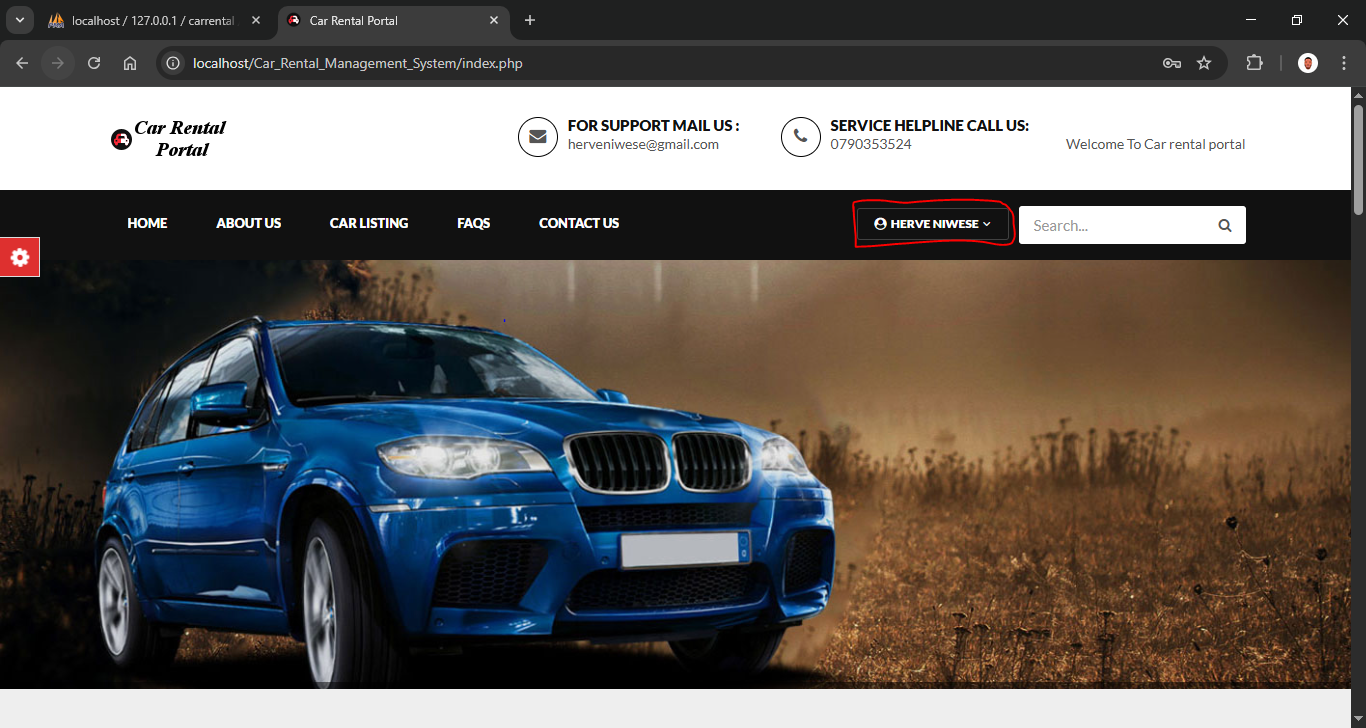 localhost / 127.0.0.1 / carrental
Car Rental Portal
localhost/Car_Rental_Management_System/index.php
Car Rental
Portal
FOR SUPPORT MAIL US :
herveniwese@gmail.com
SERVICE HELPLINE CALL US:
0790353524
Welcome To Car rental portal
HOME
ABOUT US
CAR LISTING
FAQS
CONTACT US
HERVE NIWESE
Search...